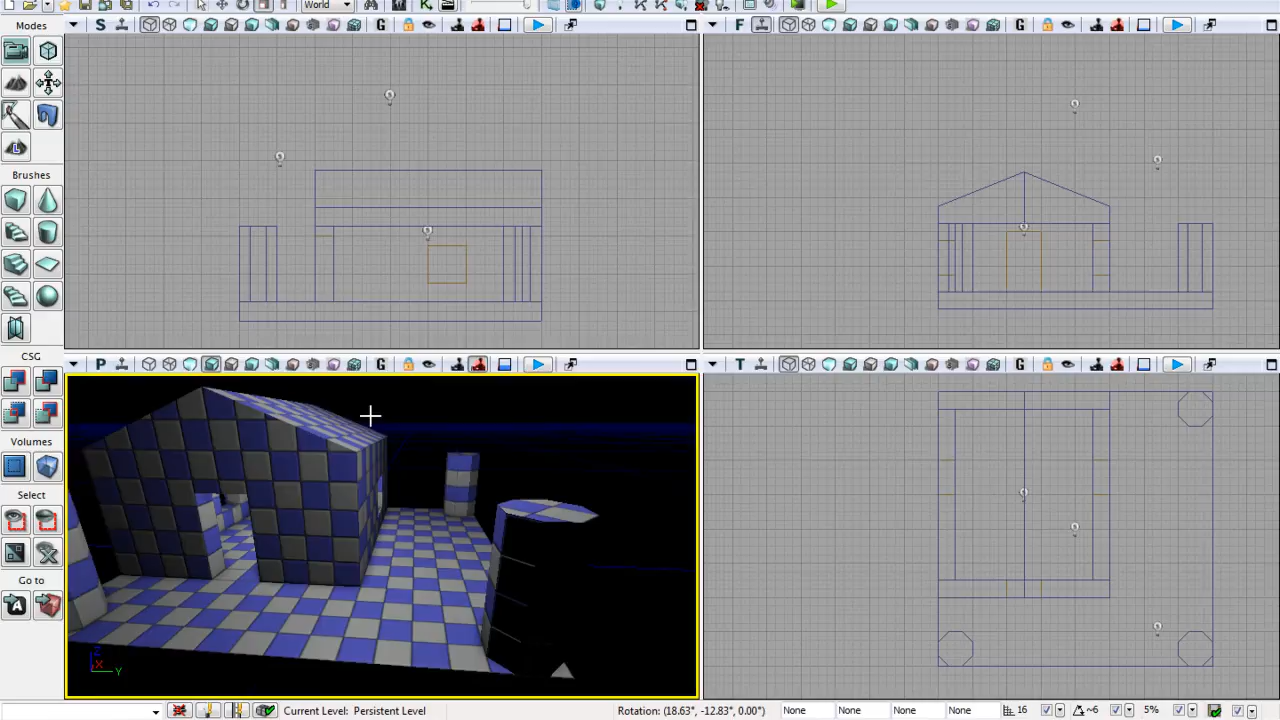 World
Modes
S
G
F
G
L
Brushes
CSG
P
G
T
G
Volumes
Select
Go to
A
Z
X
Y
Current Level: Persistent Level
Rotation: (18.63°, -12.83°, 0.00°)
None
None
None
None
16
~6
5%